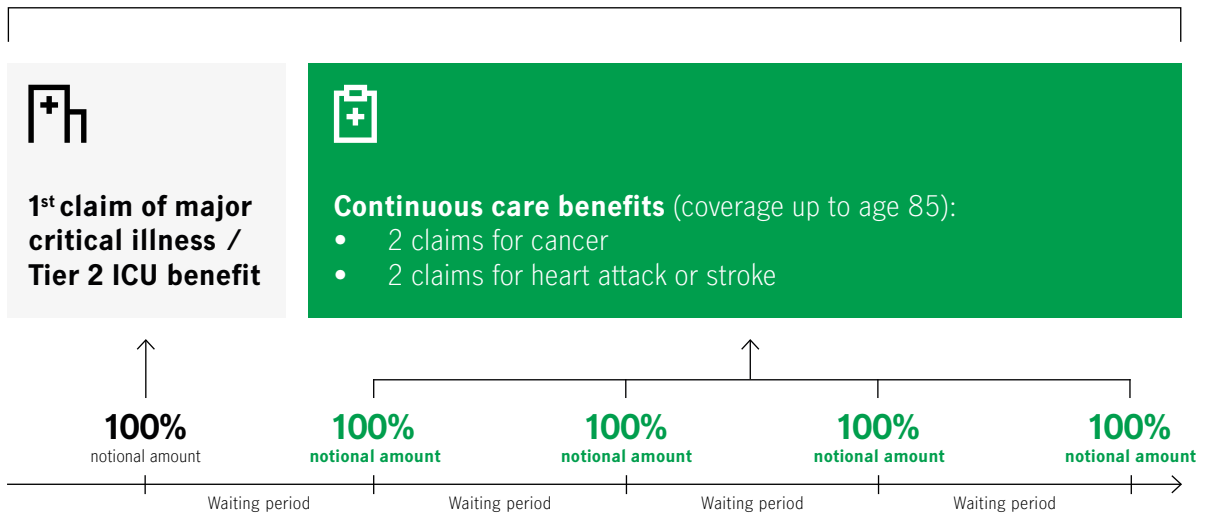 1st claim of major
critical illness /
Tier 2 ICU benefit
Continuous care benefits (coverage up to age 85):
• 2 claims for cancer
• 2 claims for heart attack or stroke
100%
notional amount
100%
notional amount
100%
notional amount
100%
notional amount
100%
notional amount
Waiting period
Waiting period
Waiting period
Waiting period